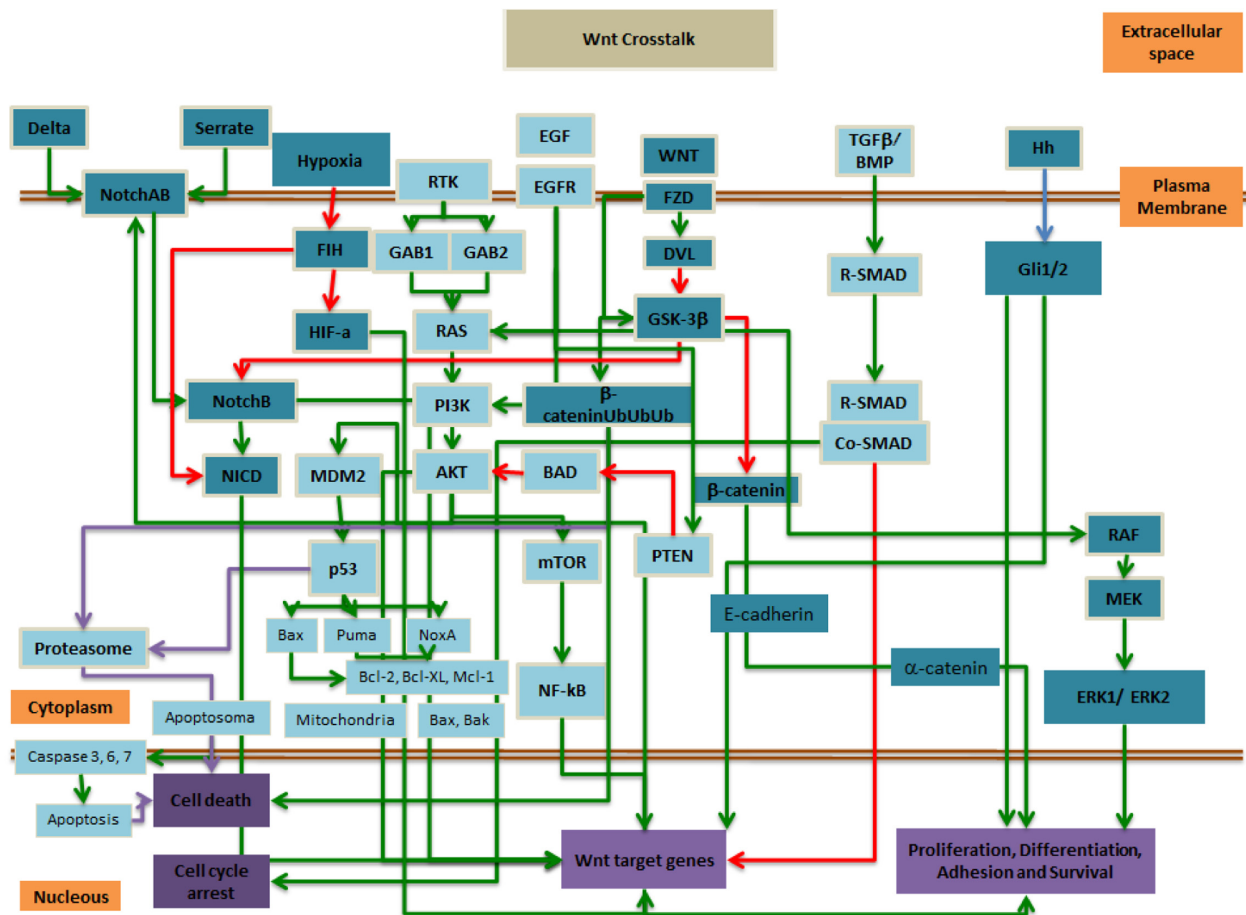 Wnt Crosstalk
Extracellular
space
Delta
Serrate
Hypoxia
EGF
WNT
TGFβ/
BMP
Hh
NotchAB
RTK
EGFR
FZD
Plasma
Membrane
FIH
GAB1
GAB2
DVL
R-SMAD
Gli1/2
HIF-a
RAS
GSK-3β
NotchB
PI3K
β-
cateninUbUbUb
R-SMAD
Co-SMAD
NICD
MDM2
AKT
BAD
β-catenin
p53
mTOR
PTEN
RAF
MEK
Bax
Puma
NoxA
E-cadherin
Proteasome
Bcl-2, Bcl-XL, Mcl-1
NF-kB
α-catenin
ERK1/ ERK2
Cytoplasm
Apoptosoma
Mitochondria
Bax, Bak
Caspase 3, 6, 7
Cell death
Apoptosis
Wnt target genes
Proliferation, Differentiation,
Adhesion and Survival
Cell cycle
arrest
Nucleous